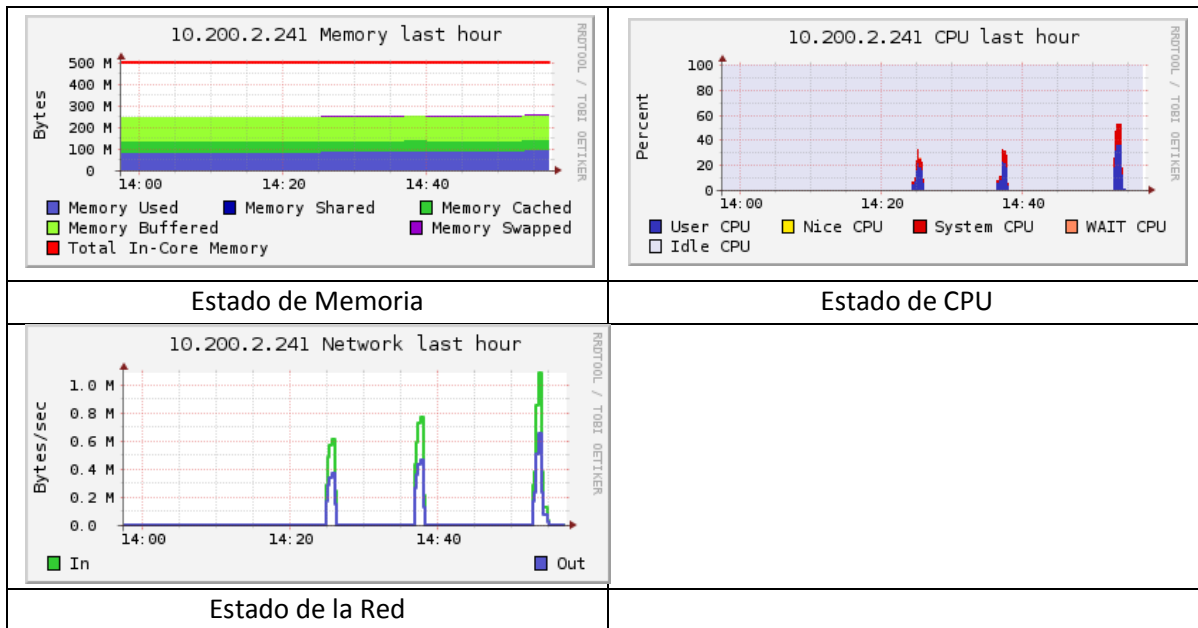 10.200.2.241 Memory last hour
RRDTOOL / TOBI OETIKER
Bytes
500 M
400 M
300 M
200 M
100 M
0
14:00 14:20 14:40
Memory Used Memory Shared Memory Cached
Memory Buffered Memory Swapped
Total In-Core Memory
10.200.2.241 CPU last hour
RRDTOOL / TOBI OETIKER
Percent
100
80
60
40
20
0
14:00 14:20 14:40
User CPU Nice CPU System CPU WAIT CPU
Idle CPU
Estado de Memoria
Estado de CPU
10.200.2.241 Network last hour
RRDTOOL / TOBI OETIKER
Bytes/sec
1.0 M
0.8 M
0.6 M
0.4 M
0.2 M
0.0
14:00 14:20 14:40
In Out
Estado de la Red